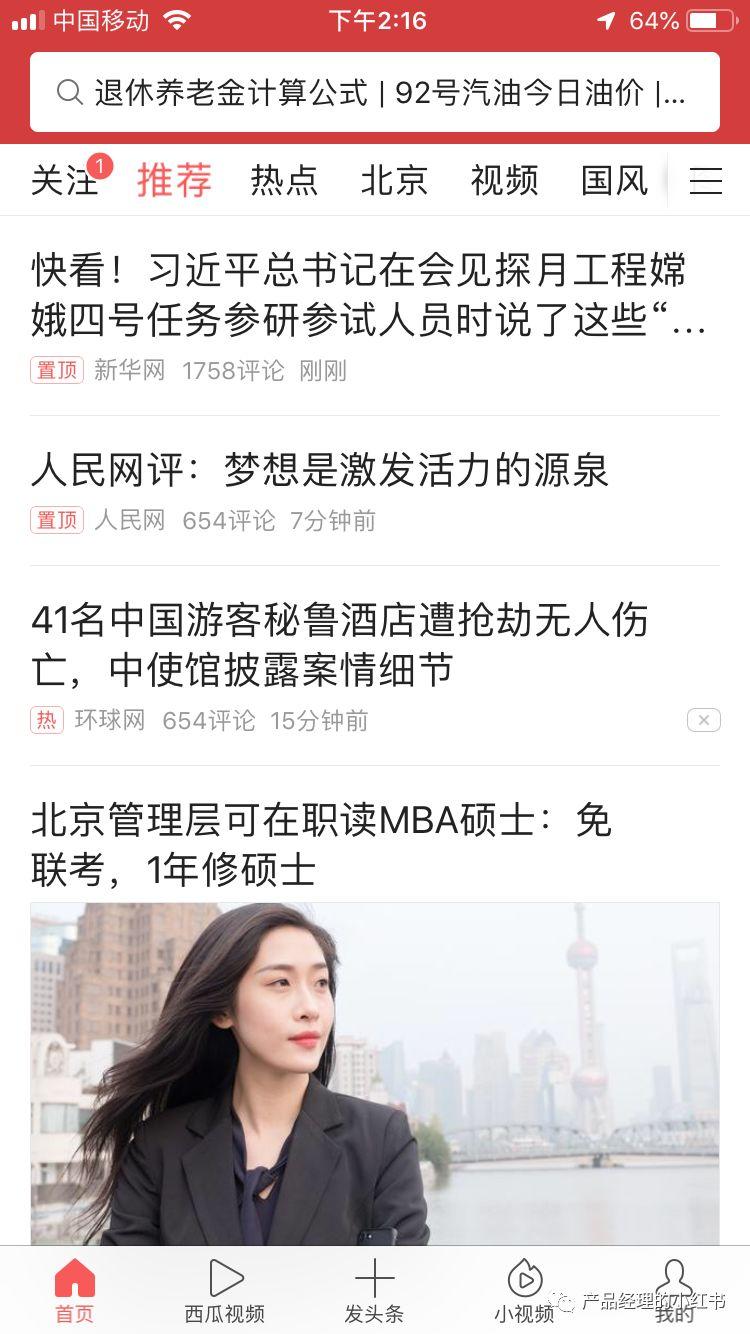 中国移动 下午2:16 64%
退休养老金计算公式 | 92号汽油今日油价 |...
关注 1 推荐 热点 北京 视频 国风
快看！习近平总书记在会见探月工程嫦
娥四号任务参研参试人员时说了这些“...
置顶 新华网 1758评论 刚刚
人民网评：梦想是激发活力的源泉
置顶 人民网 654评论 7分钟前
41名中国游客秘鲁酒店遭抢劫无人伤
亡，中使馆披露案情细节
热 环球网 654评论 15分钟前
北京管理层可在职读MBA硕士：免
联考，1年修硕士
产品经理的小红书
首页 西瓜视频 发头条 小视频 我的